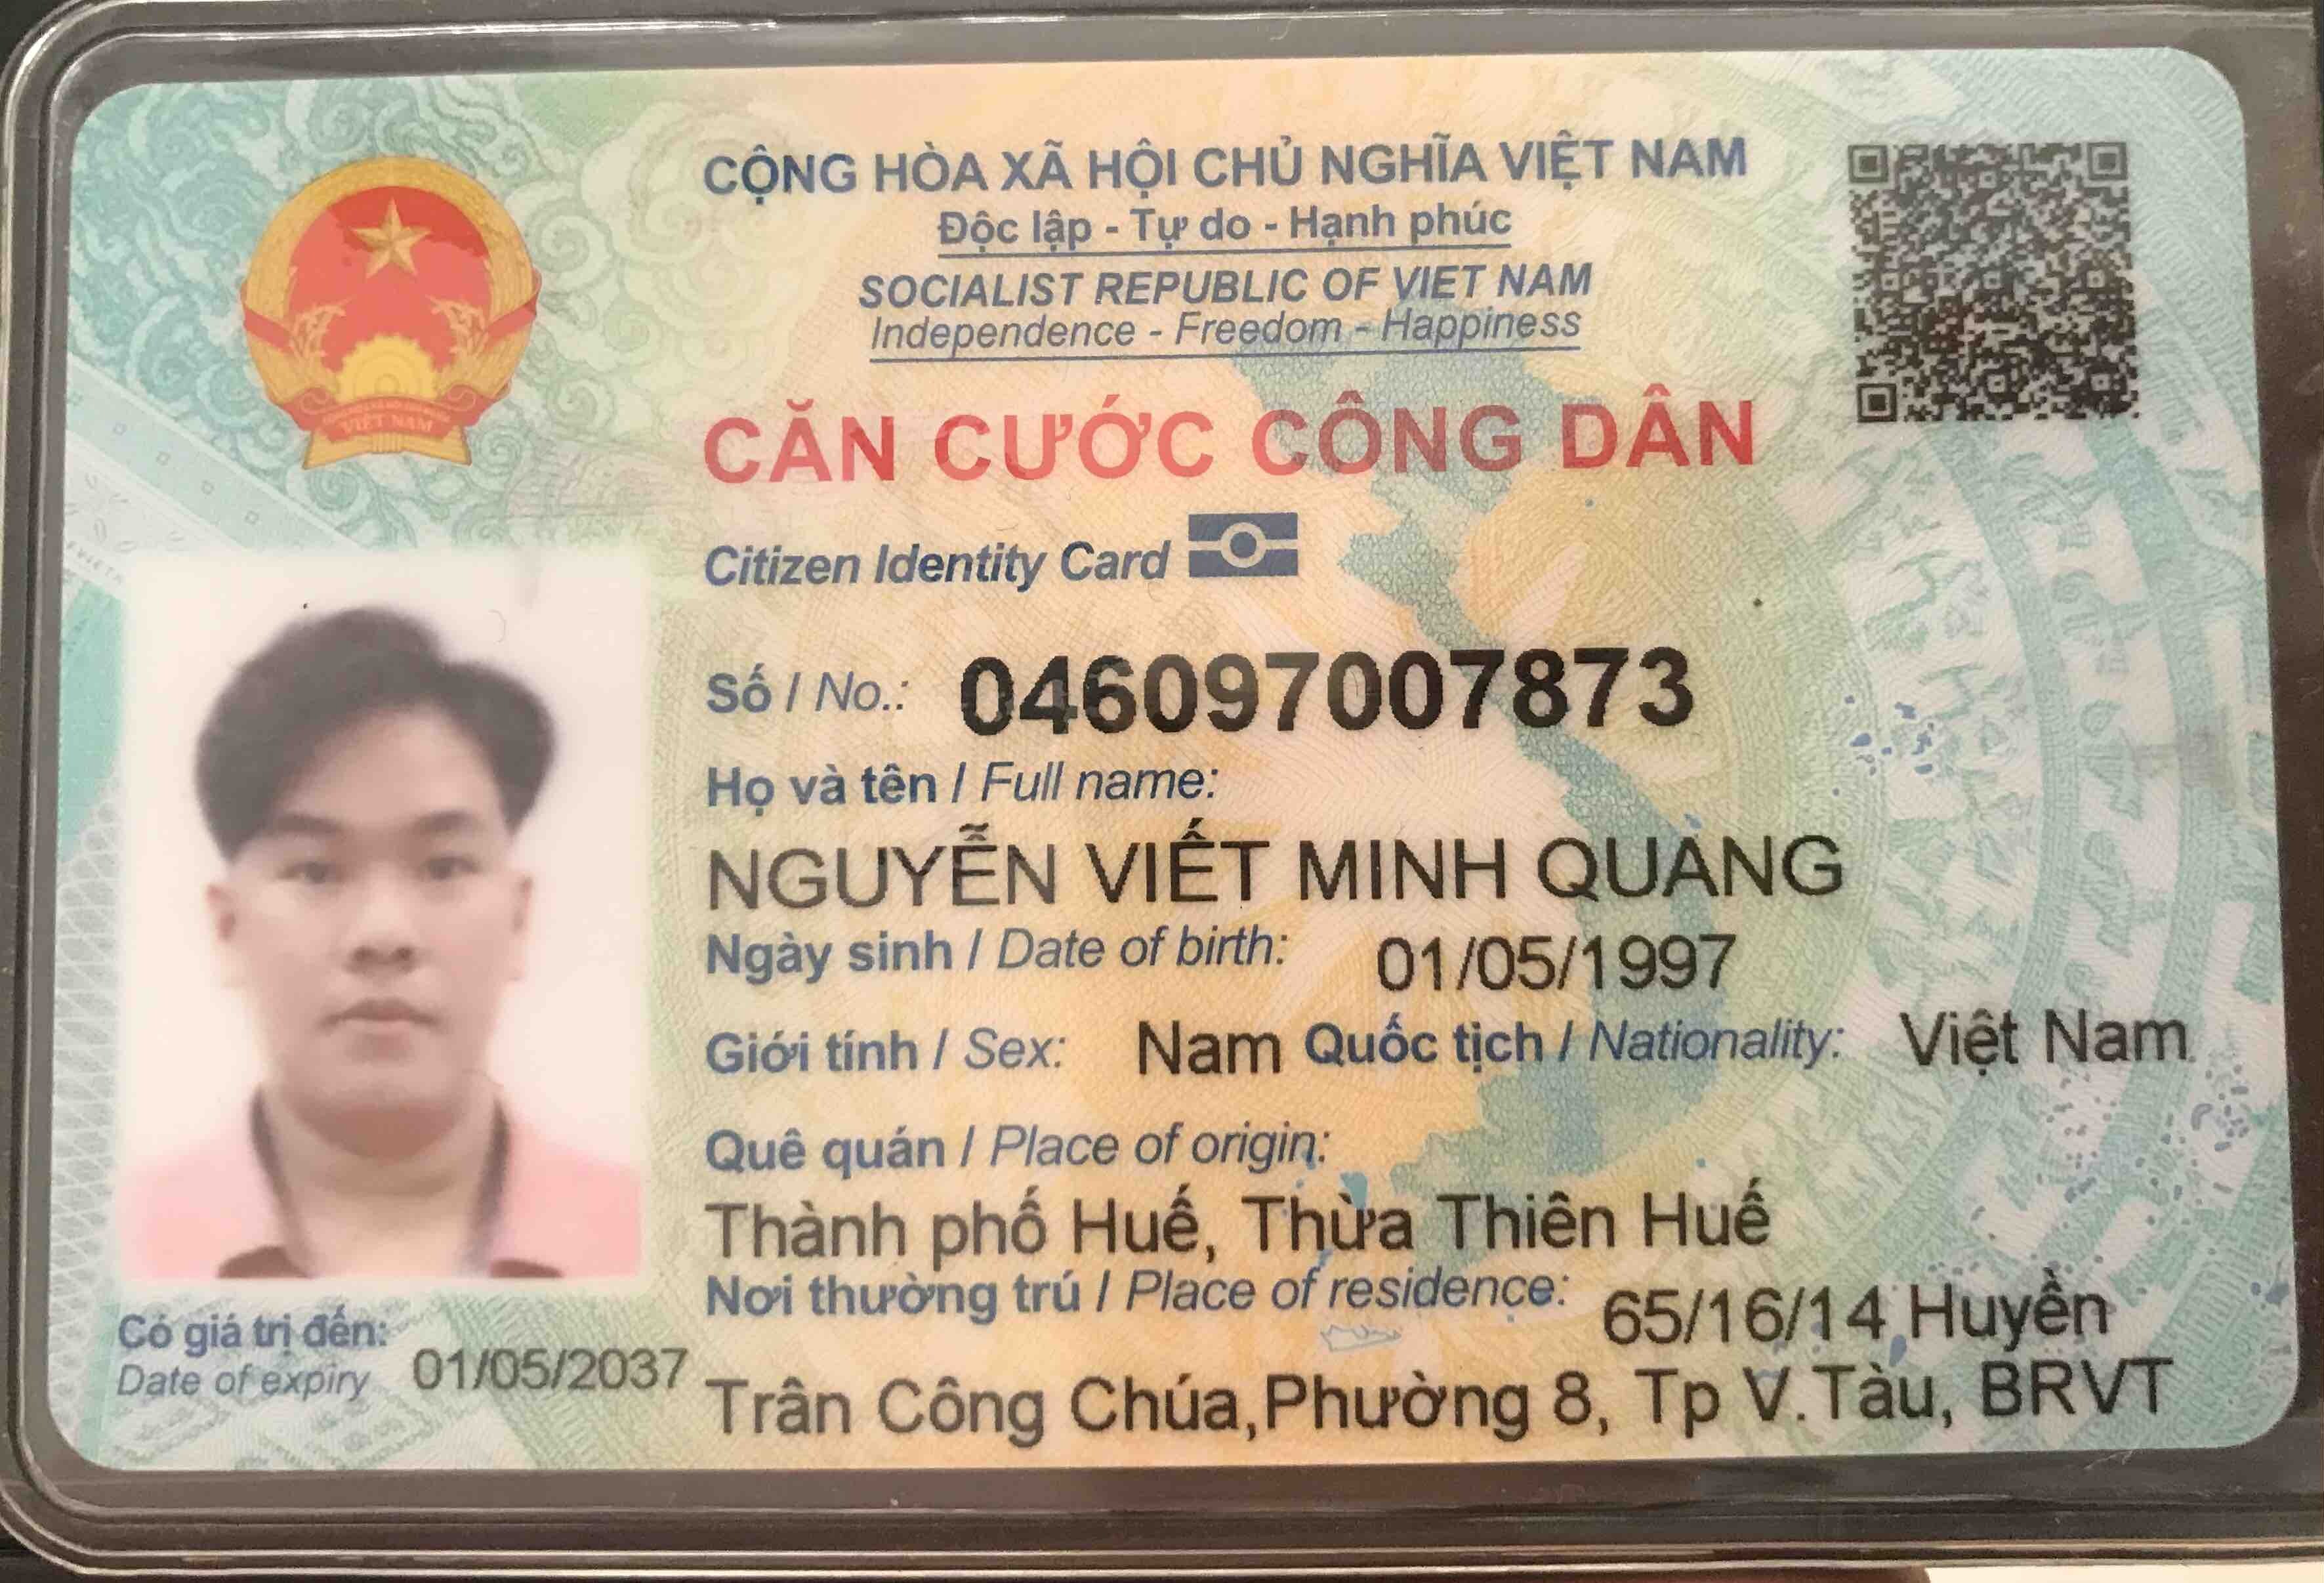 CỘNG HÒA XÃ HỘI CHỦ NGHĨA VIỆT NAM
Độc lập - Tự do - Hạnh phúc
SOCIALIST REPUBLIC OF VIET NAM
Independence - Freedom - Happiness
CĂN CƯỚC CÔNG DÂN
Citizen Identity Card
Số / No.: 046097007873
Họ và tên / Full name:
NGUYỄN VIẾT MINH QUANG
Ngày sinh / Date of birth: 01/05/1997
Giới tính / Sex: Nam Quốc tịch / Nationality: Việt Nam
Quê quán / Place of origin:
Thành phố Huế, Thừa Thiên Huế
Nơi thường trú / Place of residence: 65/16/14 Huyền
Trân Công Chúa,Phường 8, Tp V.Tàu, BRVT
Có giá trị đến:
Date of expiry 01/05/2037
VIỆT NAM